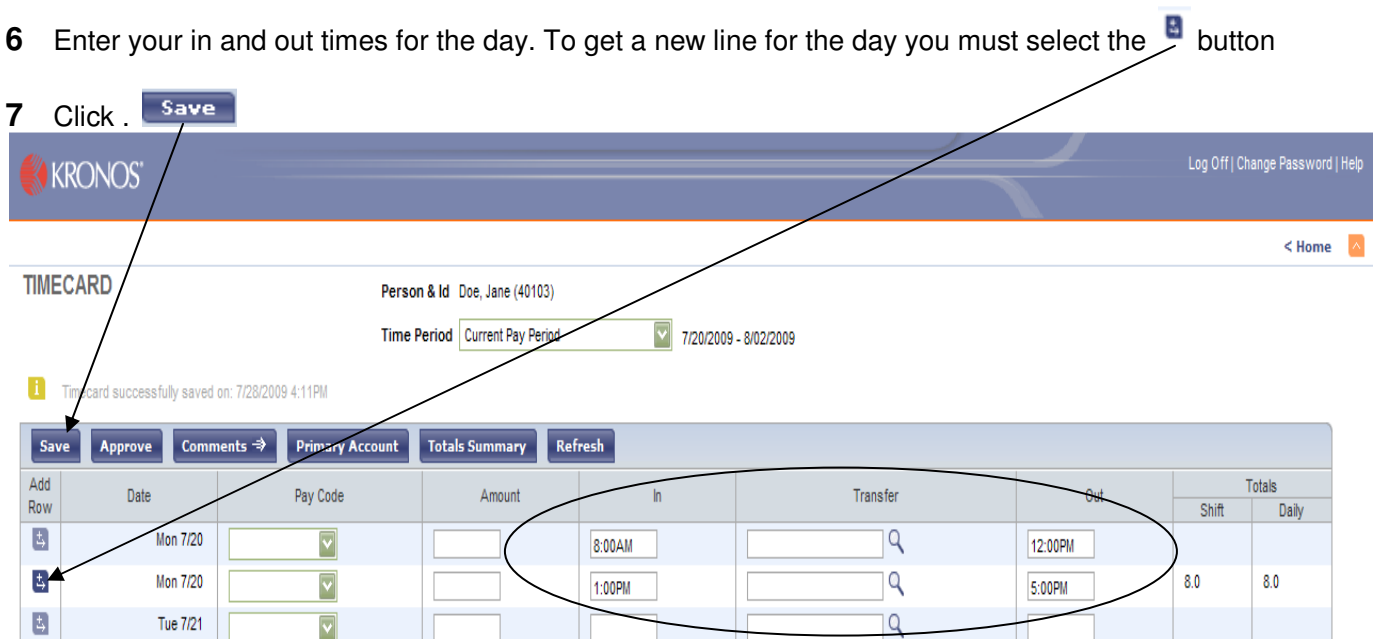 6 Enter your in and out times for the day. To get a new line for the day you must select the button
7 Click . Save
KRONOS®
Log Off | Change Password | Help
< Home
TIMECARD
Person & Id Doe, Jane (40103)
Time Period Current Pay Period 7/20/2009 - 8/02/2009
i Timecard successfully saved on: 7/28/2009 4:11PM
Save Approve Comments Primary Account Totals Summary Refresh
Add Row Date Pay Code Amount In Transfer Out Totals
Shift Daily
Mon 7/20 8:00AM 12:00PM
Mon 7/20 1:00PM 5:00PM 8.0 8.0
Tue 7/21